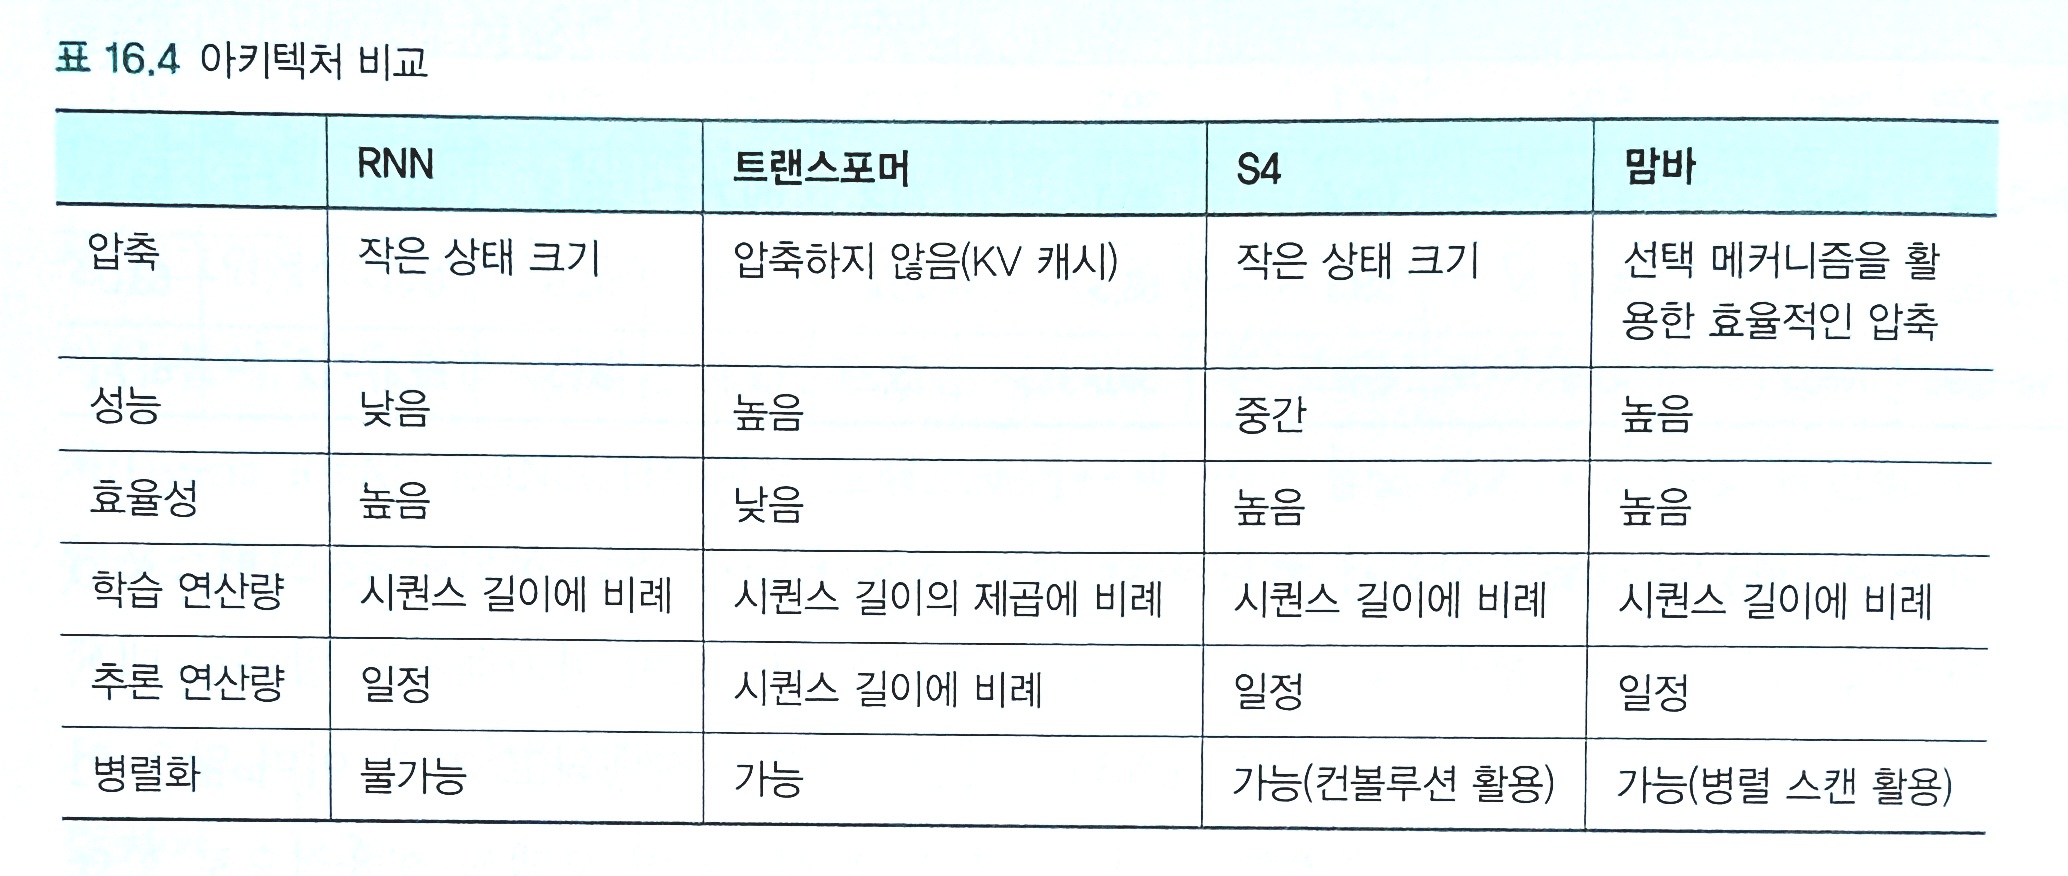 표 16.4 아키텍처 비교
RNN 트랜스포머 S4 맘바
압축 작은 상태 크기 압축하지 않음(KV 캐시) 작은 상태 크기 선택 메커니즘을 활
용한 효율적인 압축
성능 낮음 높음 중간 높음
효율성 높음 낮음 높음 높음
학습 연산량 시퀀스 길이에 비례 시퀀스 길이의 제곱에 비례 시퀀스 길이에 비례 시퀀스 길이에 비례
추론 연산량 일정 시퀀스 길이에 비례 일정 일정
병렬화 불가능 가능 가능(컨볼루션 활용) 가능(병렬 스캔 활용)